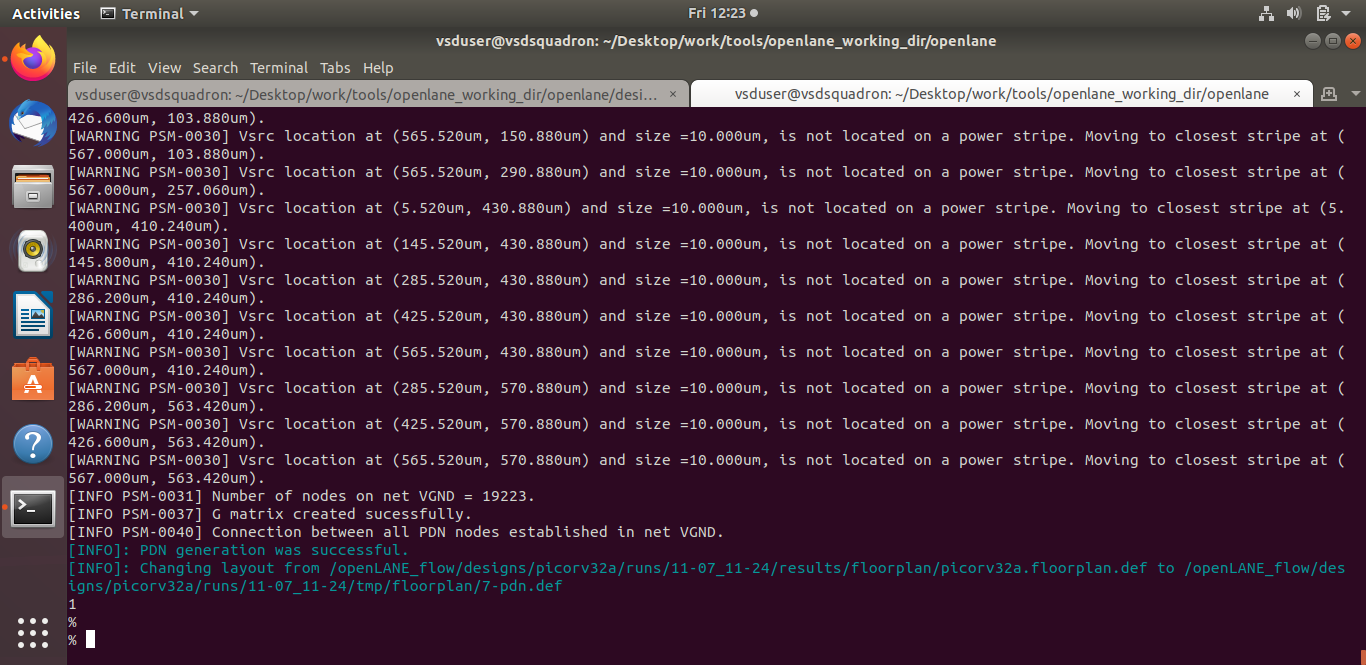 Activities Terminal Fri 12:23
vsduser@vsdsquadron: ~/Desktop/work/tools/openlane_working_dir/openlane
File Edit View Search Terminal Tabs Help
vsduser@vsdsquadron: ~/Desktop/work/tools/openlane_working_dir/openlane/desi... × vsduser@vsdsquadron: ~/Desktop/work/tools/openlane_working_dir/openlane ×
426.600um, 103.880um).
[WARNING PSM-0030] Vsrc location at (565.520um, 150.880um) and size =10.000um, is not located on a power stripe. Moving to closest stripe at (
567.000um, 103.880um).
[WARNING PSM-0030] Vsrc location at (565.520um, 290.880um) and size =10.000um, is not located on a power stripe. Moving to closest stripe at (
567.000um, 257.060um).
[WARNING PSM-0030] Vsrc location at (5.520um, 430.880um) and size =10.000um, is not located on a power stripe. Moving to closest stripe at (5.
400um, 410.240um).
[WARNING PSM-0030] Vsrc location at (145.520um, 430.880um) and size =10.000um, is not located on a power stripe. Moving to closest stripe at (
145.800um, 410.240um).
[WARNING PSM-0030] Vsrc location at (285.520um, 430.880um) and size =10.000um, is not located on a power stripe. Moving to closest stripe at (
286.200um, 410.240um).
[WARNING PSM-0030] Vsrc location at (425.520um, 430.880um) and size =10.000um, is not located on a power stripe. Moving to closest stripe at (
426.600um, 410.240um).
[WARNING PSM-0030] Vsrc location at (565.520um, 430.880um) and size =10.000um, is not located on a power stripe. Moving to closest stripe at (
567.000um, 410.240um).
[WARNING PSM-0030] Vsrc location at (285.520um, 570.880um) and size =10.000um, is not located on a power stripe. Moving to closest stripe at (
286.200um, 563.420um).
[WARNING PSM-0030] Vsrc location at (425.520um, 570.880um) and size =10.000um, is not located on a power stripe. Moving to closest stripe at (
426.600um, 563.420um).
[WARNING PSM-0030] Vsrc location at (565.520um, 570.880um) and size =10.000um, is not located on a power stripe. Moving to closest stripe at (
567.000um, 563.420um).
[INFO PSM-0031] Number of nodes on net VGND = 19223.
[INFO PSM-0037] G matrix created sucessfully.
[INFO PSM-0040] Connection between all PDN nodes established in net VGND.
[INFO]: PDN generation was successful.
[INFO]: Changing layout from /openLANE_flow/designs/picorv32a/runs/11-07_11-24/results/floorplan/picorv32a.floorplan.def to /openLANE_flow/des
igns/picorv32a/runs/11-07_11-24/tmp/floorplan/7-pdn.def
1
%
%